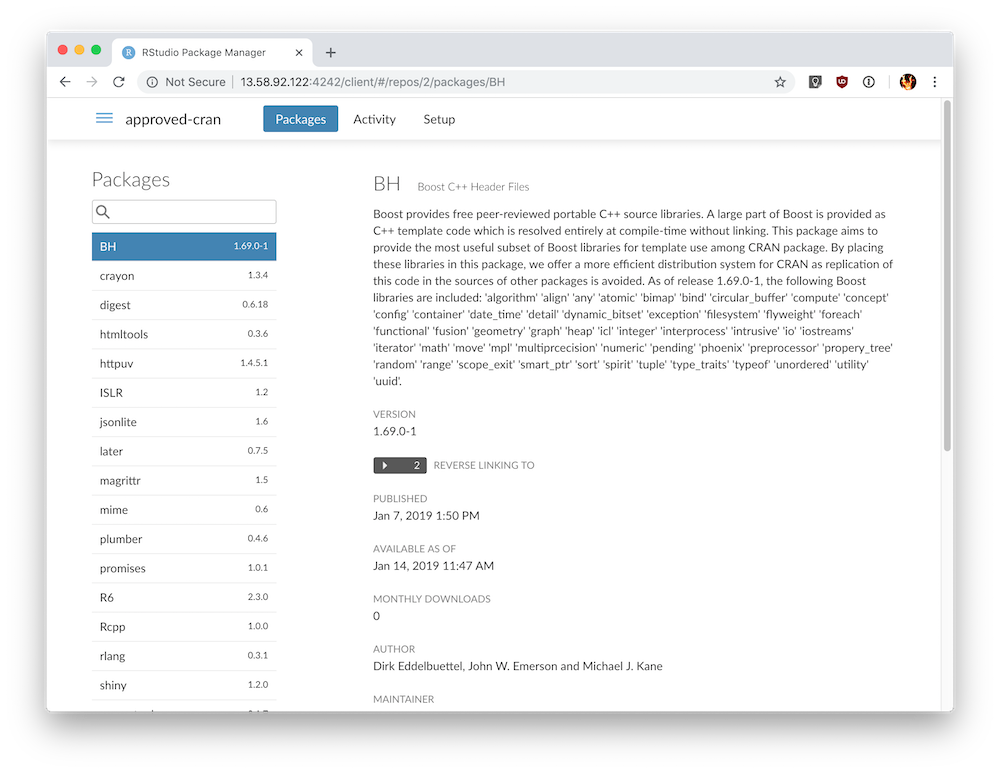 RStudio Package Manager
Not Secure | 13.58.92.122:4242/client/#/repos/2/packages/BH
approved-cran
Packages
Activity
Setup
Packages
BH 1.69.0-1
crayon 1.3.4
digest 0.6.18
htmltools 0.3.6
httpuv 1.4.5.1
ISLR 1.2
jsonlite 1.6
later 0.7.5
magrittr 1.5
mime 0.6
plumber 0.4.6
promises 1.0.1
R6 2.3.0
Rcpp 1.0.0
rlang 0.3.1
shiny 1.2.0
BH Boost C++ Header Files
Boost provides free peer-reviewed portable C++ source libraries. A large part of Boost is provided as
C++ template code which is resolved entirely at compile-time without linking. This package aims to
provide the most useful subset of Boost libraries for template use among CRAN package. By placing
these libraries in this package, we offer a more efficient distribution system for CRAN as replication of
this code in the sources of other packages is avoided. As of release 1.69.0-1, the following Boost
libraries are included: 'algorithm' 'align' 'any' 'atomic' 'bimap' 'bind' 'circular_buffer' 'compute' 'concept'
'config' 'container' 'date_time' 'detail' 'dynamic_bitset' 'exception' 'filesystem' 'flyweight' 'foreach'
'functional' 'fusion' 'geometry' 'graph' 'heap' 'icl' 'integer' 'interprocess' 'intrusive' 'io' 'iostreams'
'iterator' 'math' 'move' 'mpl' 'multiprcecision' 'numeric' 'pending' 'phoenix' 'preprocessor' 'propery_tree'
'random' 'range' 'scope_exit' 'smart_ptr' 'sort' 'spirit' 'tuple' 'type_traits' 'typeof' 'unordered' 'utility'
'uuid'.
VERSION
1.69.0-1
2 REVERSE LINKING TO
PUBLISHED
Jan 7, 2019 1:50 PM
AVAILABLE AS OF
Jan 14, 2019 11:47 AM
MONTHLY DOWNLOADS
0
AUTHOR
Dirk Eddelbuettel, John W. Emerson and Michael J. Kane
MAINTAINER